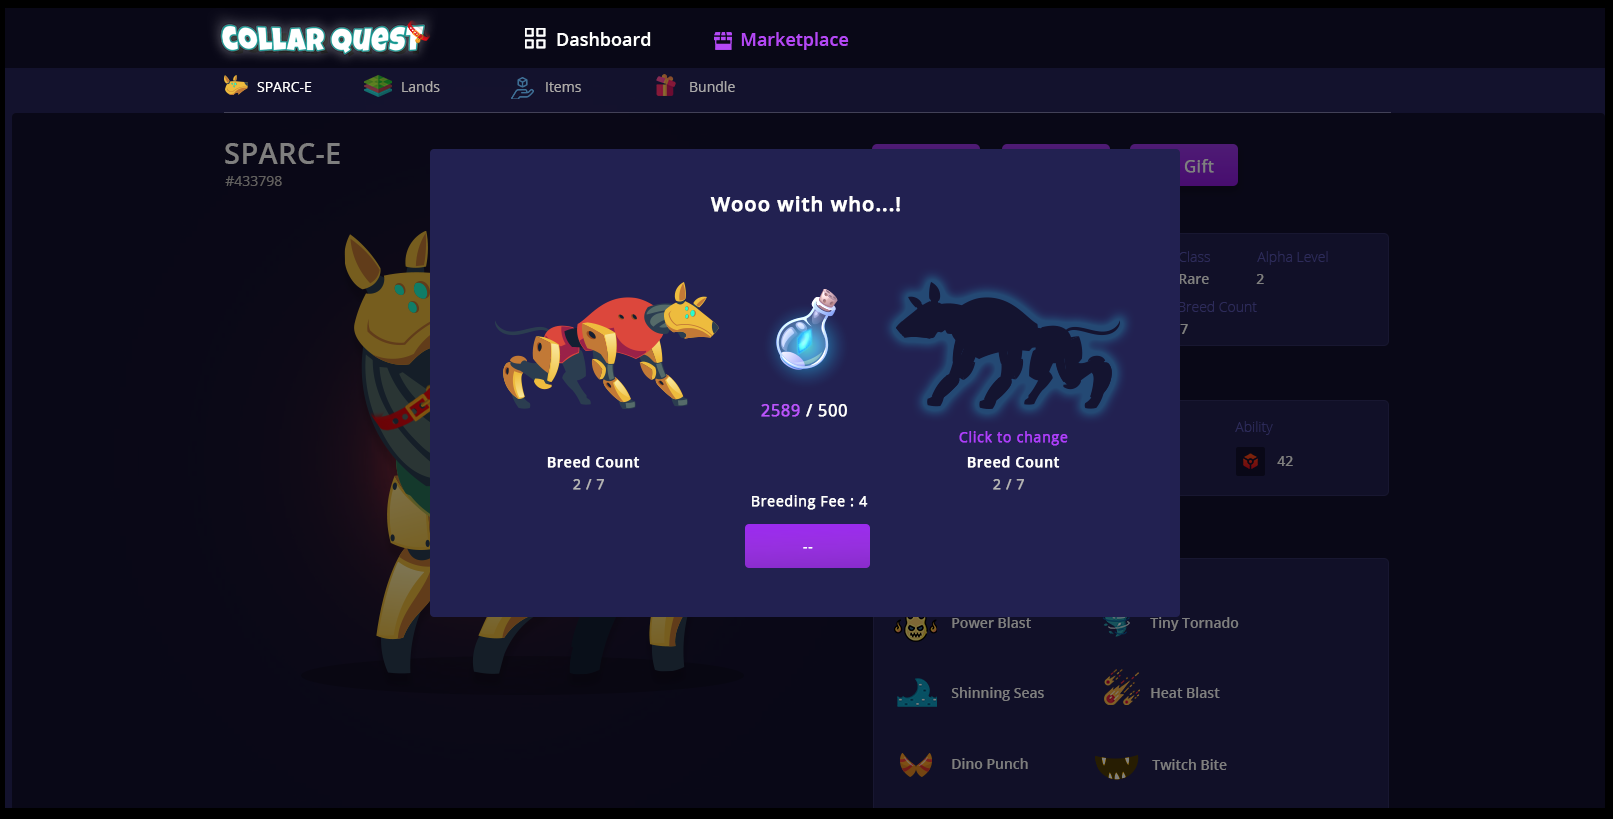 COLLAR QUEST
Dashboard
Marketplace
SPARC-E
Lands
Items
Bundle
SPARC-E
#433798
Gift
Wooo with who...!
Class
Alpha Level
Rare
2
Breed Count
7
2589 / 500
Click to change
Breed Count
2 / 7
Breed Count
2 / 7
Breeding Fee : 4
--
Ability
42
Power Blast
Tiny Tornado
Shinning Seas
Heat Blast
Dino Punch
Twitch Bite